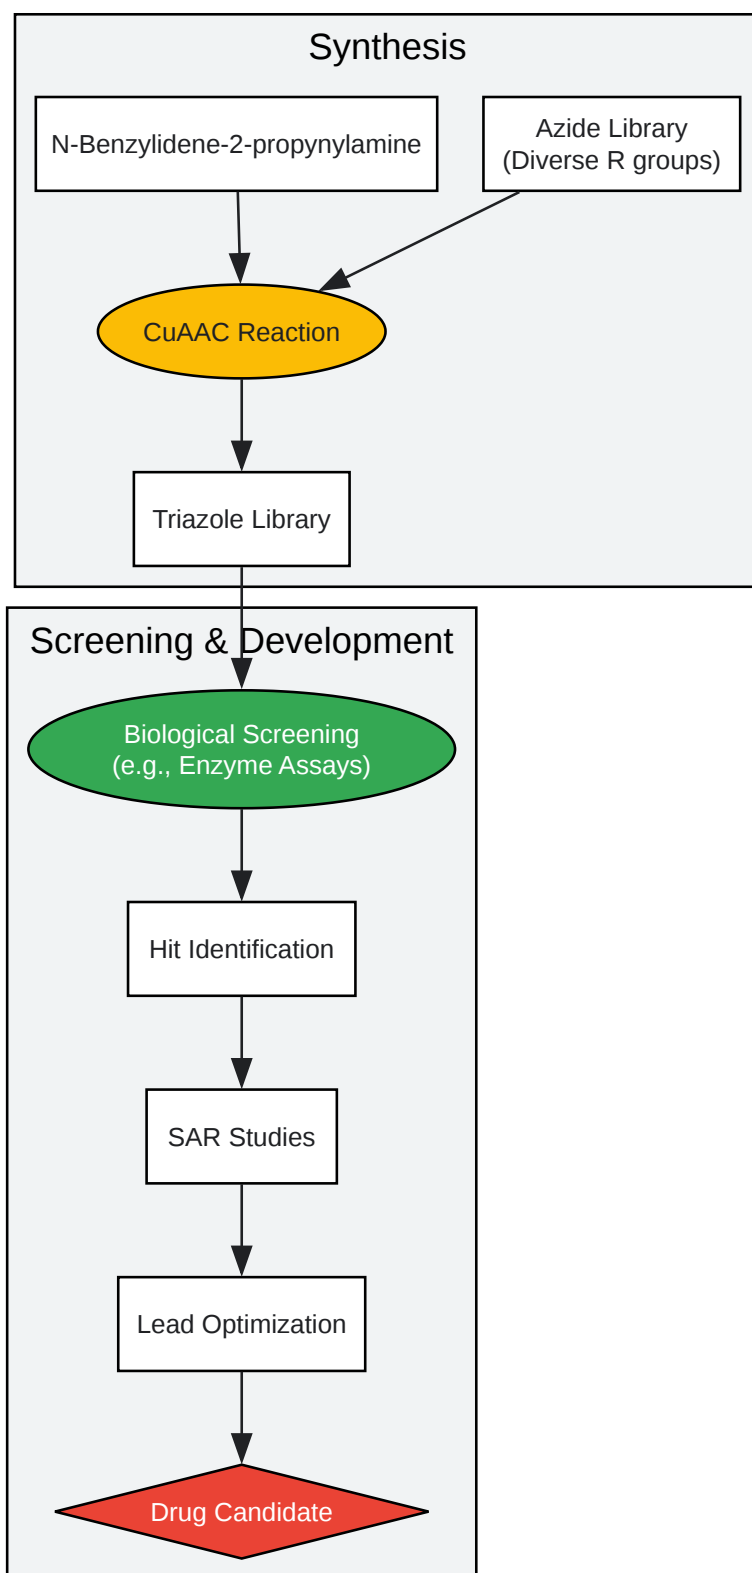 Synthesis
N-Benzylidene-2-propynylamine
Azide Library
(Diverse R groups)
CuAAC Reaction
Triazole Library
Screening & Development
Biological Screening
(e.g., Enzyme Assays)
Hit Identification
SAR Studies
Lead Optimization
Drug Candidate